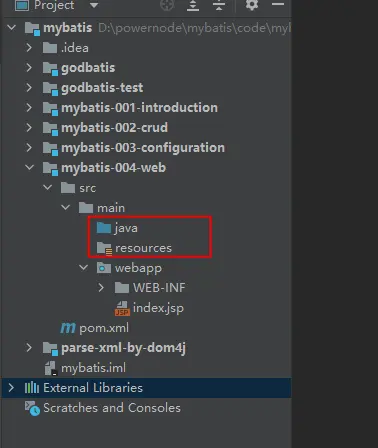 Project
mybatis D:\powernode\mybatis\code\my
.idea
godbatis
godbatis-test
mybatis-001-introduction
mybatis-002-crud
mybatis-003-configuration
mybatis-004-web
src
main
java
resources
webapp
WEB-INF
index.jsp
pom.xml
parse-xml-by-dom4j
mybatis.iml
External Libraries
Scratches and Consoles